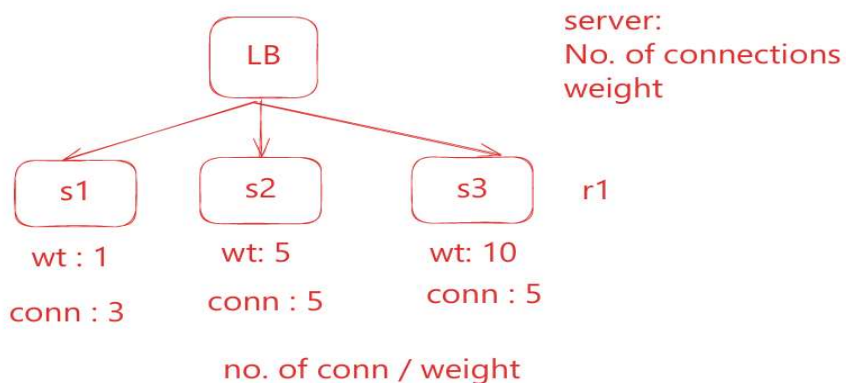 server:
No. of connections
weight
LB
s1
s2
s3
r1
wt : 1
wt: 5
wt: 10
conn : 3
conn : 5
conn : 5
no. of conn / weight